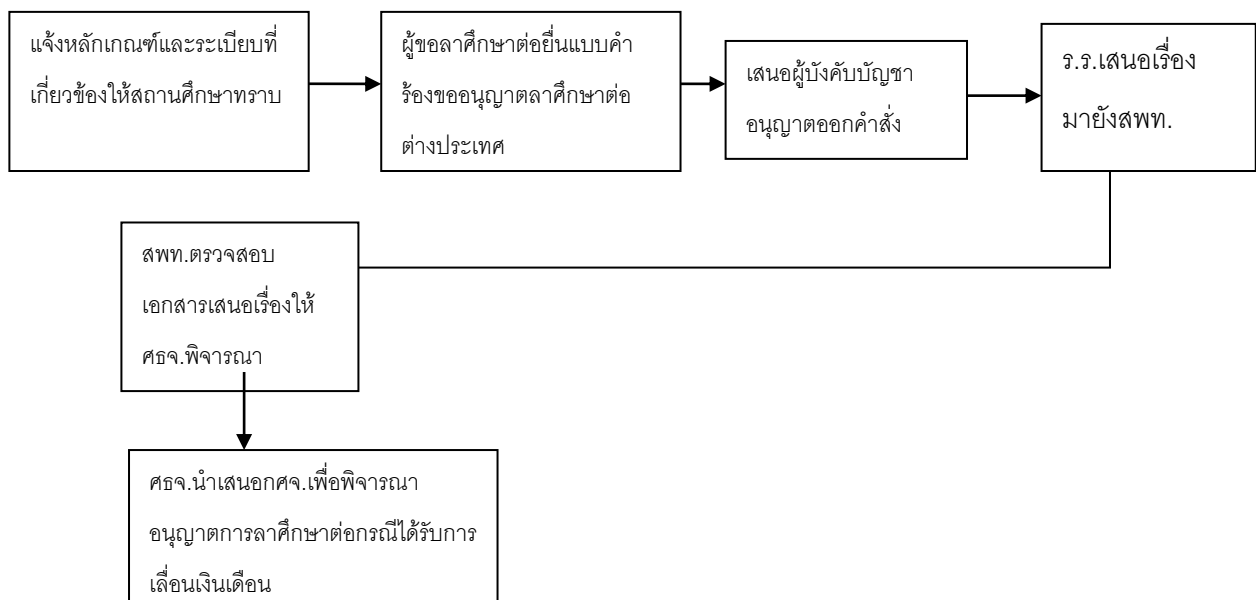 แจ้งหลักเกณฑ์และระเบียบที่
เกี่ยวข้องให้สถานศึกษาทราบ
ผู้ขอลาศึกษาต่อยื่นแบบคำ
ร้องขออนุญาตลาศึกษาต่อ
ต่างประเทศ
เสนอผู้บังคับบัญชา
อนุญาตออกคำสั่ง
ร.ร.เสนอเรื่อง
มายังสพท.
สพท.ตรวจสอบ
เอกสารเสนอเรื่องให้
ศธจ.พิจารณา
ศธจ.นำเสนอกศจ.เพื่อพิจารณา
อนุญาตการลาศึกษาต่อกรณีได้รับการ
เลื่อนเงินเดือน